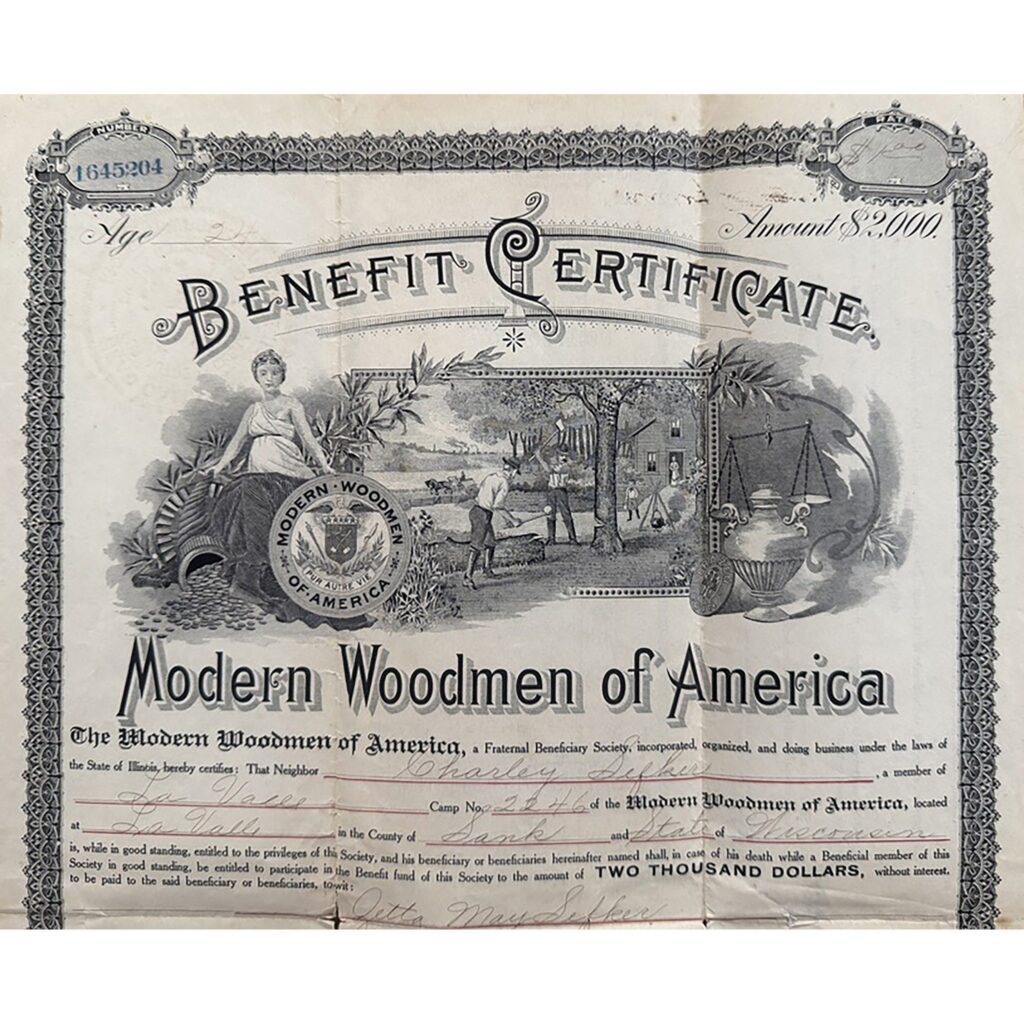 NUMBER
1645204
RATE
$1.00
Age 24
Amount $2,000.
BENEFIT CERTIFICATE.
MODERN · WOODMEN
· OF · AMERICA ·
PUR AUTRE VIE
Modern Woodmen of America
The Modern Woodmen of America, a Fraternal Beneficiary Society, incorporated, organized, and doing business under the laws of
the State of Illinois, hereby certifies: That Neighbor Charley Sefker, a member of
La Valle Camp No. 2246 of the Modern Woodmen of America, located
at La Valle in the County of Sauk and State of Wisconsin
is, while in good standing, entitled to the privileges of this Society, and his beneficiary or beneficiaries hereinafter named shall, in case of his death while a Beneficial member of this
Society in good standing, be entitled to participate in the Benefit fund of this Society to the amount of TWO THOUSAND DOLLARS, without interest,
to be paid to the said beneficiary or beneficiaries, to wit:
May Sefker